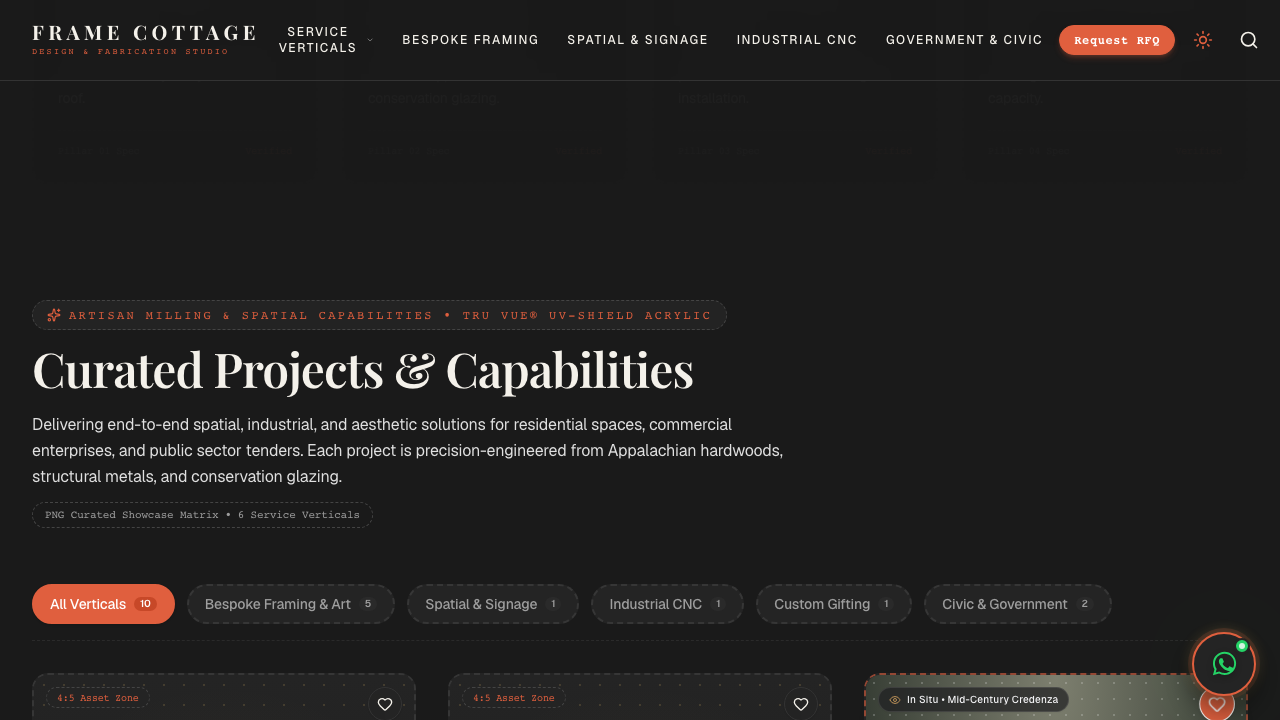 FRAME COTTAGE
DESIGN & FABRICATION STUDIO
SERVICE
VERTICALS
BESPOKE FRAMING
SPATIAL & SIGNAGE
INDUSTRIAL CNC
GOVERNMENT & CIVIC
Request RFQ
conservation glazing.
installation.
capacity.
ARTISAN MILLING & SPATIAL CAPABILITIES • TRU VUE® UV-SHIELD ACRYLIC
Curated Projects & Capabilities
Delivering end-to-end spatial, industrial, and aesthetic solutions for residential spaces, commercial
enterprises, and public sector tenders. Each project is precision-engineered from Appalachian hardwoods,
structural metals, and conservation glazing.
PNG Curated Showcase Matrix • 6 Service Verticals
All Verticals 10
Bespoke Framing & Art 5
Spatial & Signage 1
Industrial CNC 1
Custom Gifting 1
Civic & Government 2
4:5 Asset Zone
4:5 Asset Zone
In Situ • Mid-Century Credenza